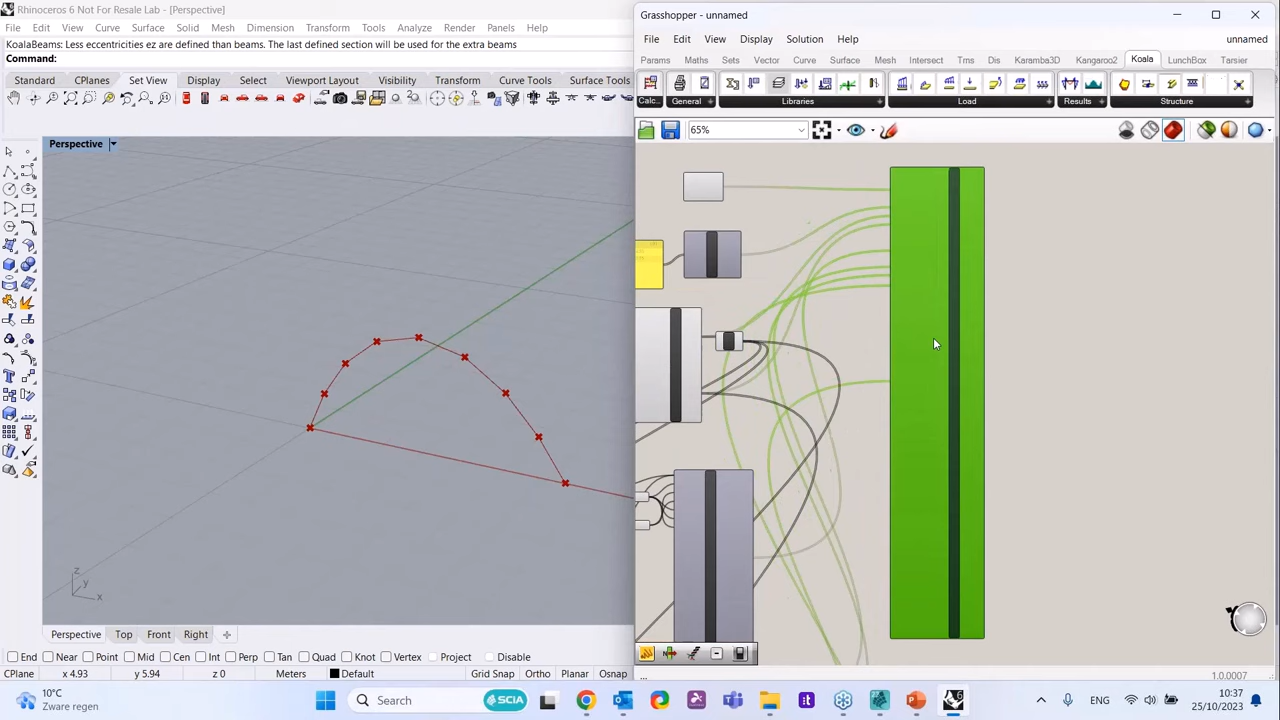 Rhinoceros 6 Not For Resale Lab - [Perspective]
File Edit View Curve Surface Solid Mesh Dimension Transform Tools Analyze Render Panels Help
KoalaBeams: Less eccentricities ez are defined than beams. The last defined section will be used for the extra beams
Command:
Standard CPlanes Set View Display Select Viewport Layout Visibility Transform Curve Tools Surface Tools
Perspective
z
y
x
Perspective Top Front Right
End Near Point Mid Cen Int Perp Tan Quad Knot Vertex Project Disable
CPlane x 4.93 y 5.94 z 0 Meters Default Grid Snap Ortho Planar Osnap
Grasshopper - unnamed
File Edit View Display Solution Help unnamed
Params Maths Sets Vector Curve Surface Mesh Intersect Trns Dis Karamba3D Kangaroo2 Koala LunchBox Tarsier
Calc... General Libraries Load Results Structure
65%
...
1.0.0007
10°C
Zware regen
Search
SCIA
ENG
10:37
25/10/2023